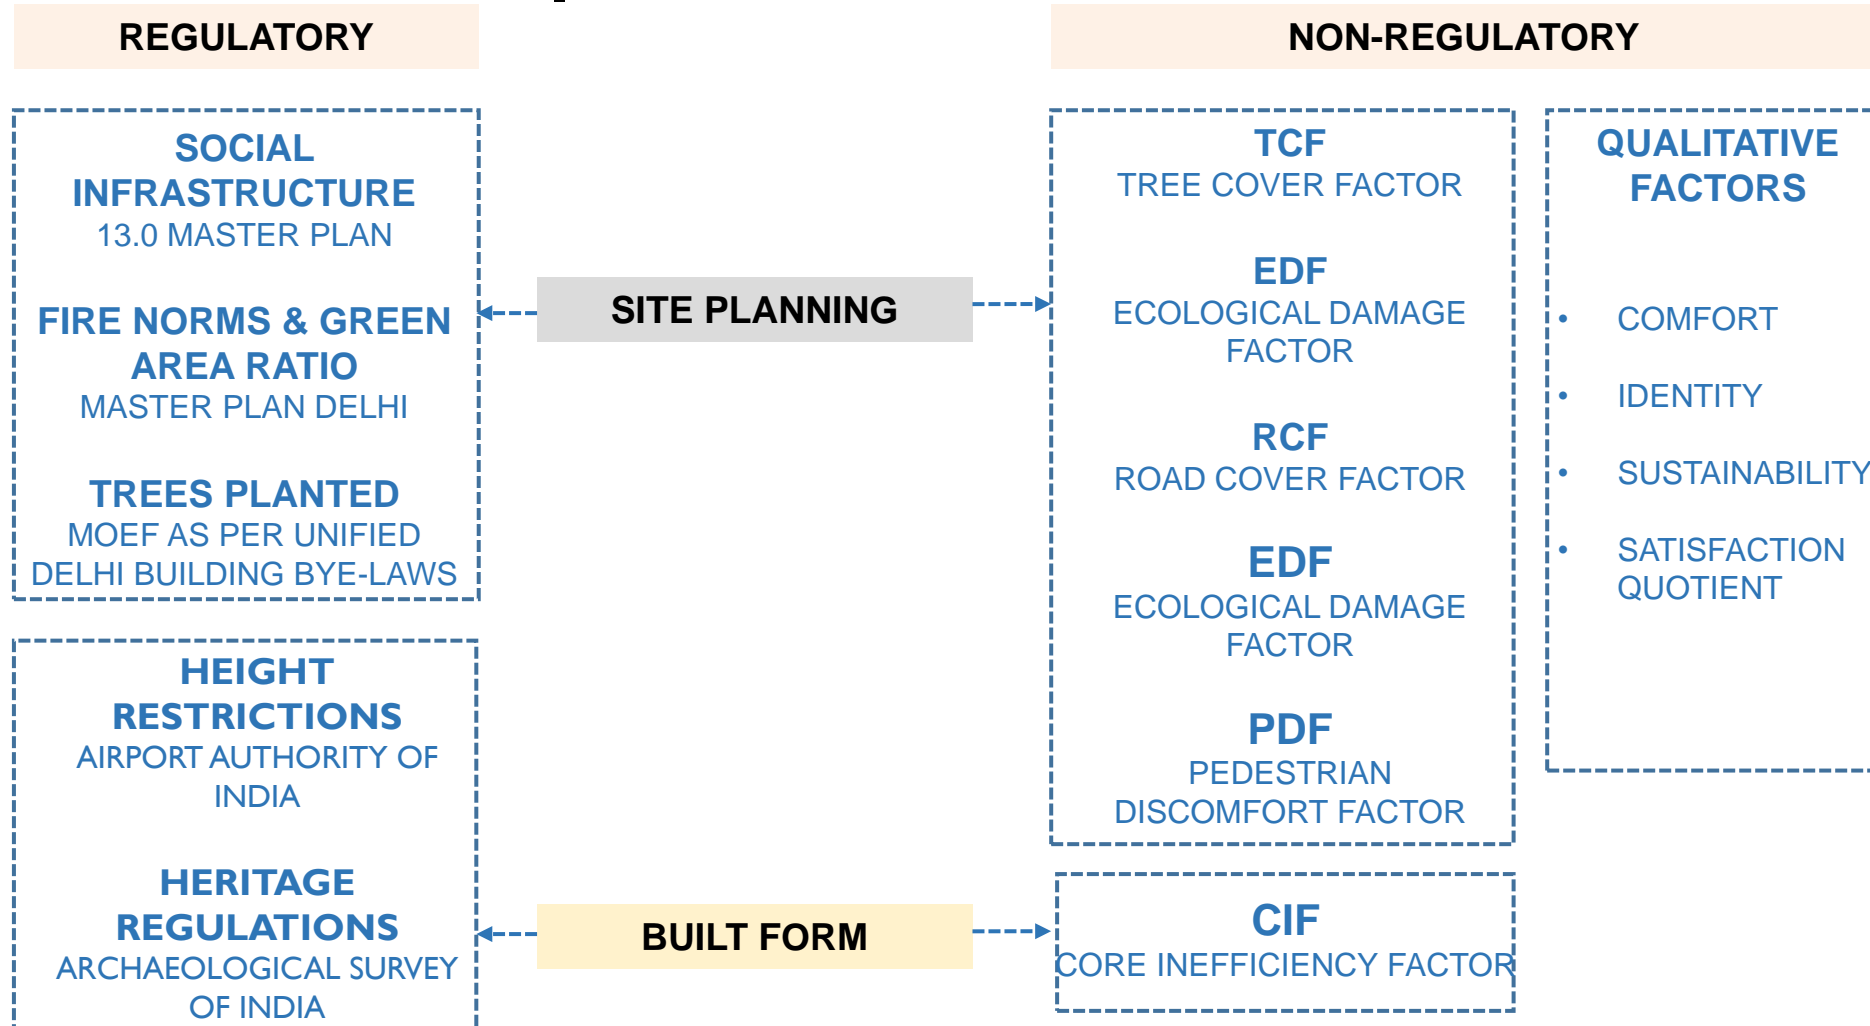 REGULATORY
NON-REGULATORY
SOCIAL
INFRASTRUCTURE
13.0 MASTER PLAN
FIRE NORMS & GREEN
AREA RATIO
MASTER PLAN DELHI
TREES PLANTED
MOEF AS PER UNIFIED
DELHI BUILDING BYE-LAWS
HEIGHT
RESTRICTIONS
AIRPORT AUTHORITY OF
INDIA
HERITAGE
REGULATIONS
ARCHAEOLOGICAL SURVEY
OF INDIA
SITE PLANNING
BUILT FORM
TCF
TREE COVER FACTOR
EDF
ECOLOGICAL DAMAGE
FACTOR
RCF
ROAD COVER FACTOR
EDF
ECOLOGICAL DAMAGE
FACTOR
PDF
PEDESTRIAN
DISCOMFORT FACTOR
CIF
CORE INEFFICIENCY FACTOR
QUALITATIVE
FACTORS
• COMFORT
• IDENTITY
• SUSTAINABILITY
• SATISFACTION
QUOTIENT